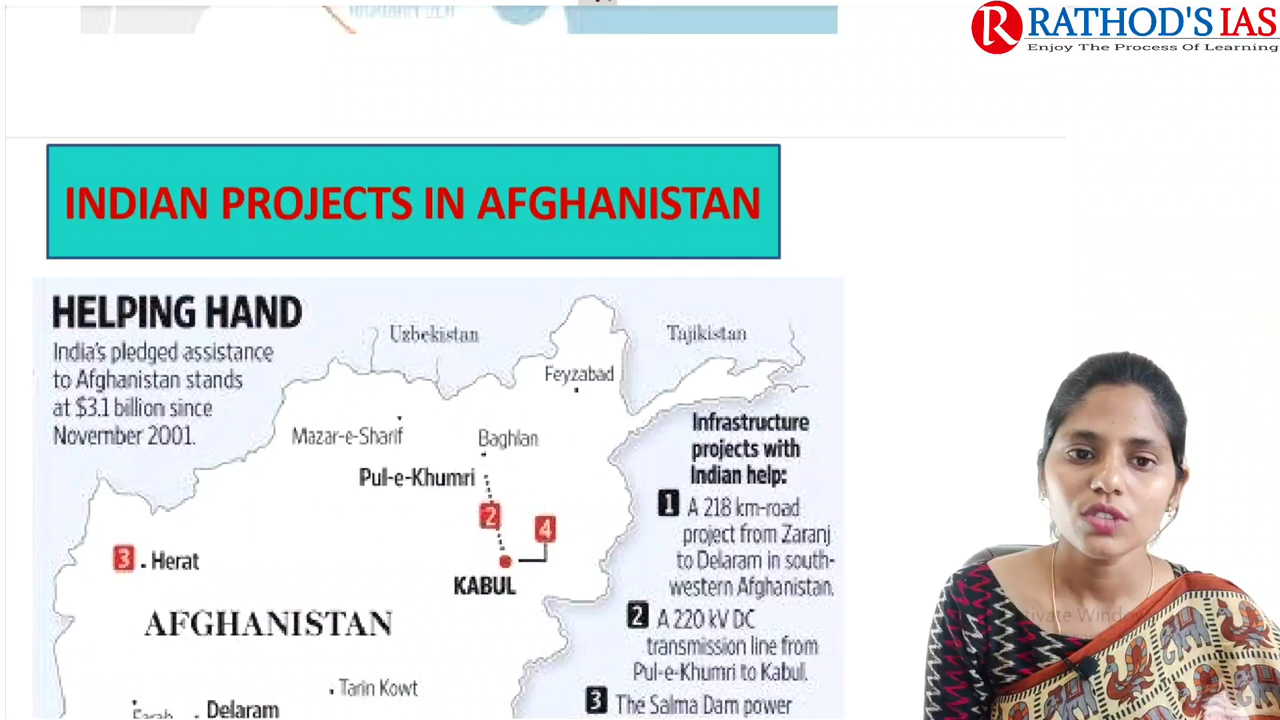 RATHOD'S IAS
Enjoy The Process Of Learning
INDIAN PROJECTS IN AFGHANISTAN
HELPING HAND
India's pledged assistance
to Afghanistan stands
at $3.1 billion since
November 2001.
Uzbekistan
Tajikistan
Feyzabad
Mazar-e-Sharif
Baghlan
Pul-e-Khumri
2
4
3
Herat
KABUL
AFGHANISTAN
Tarin Kowt
Farah
Delaram
Infrastructure
projects with
Indian help:
1 A 218 km-road
project from Zaranj
to Delaram in south-
western Afghanistan.
2 A 220 kV DC
transmission line from
Pul-e-Khumri to Kabul.
3 The Salma Dam power